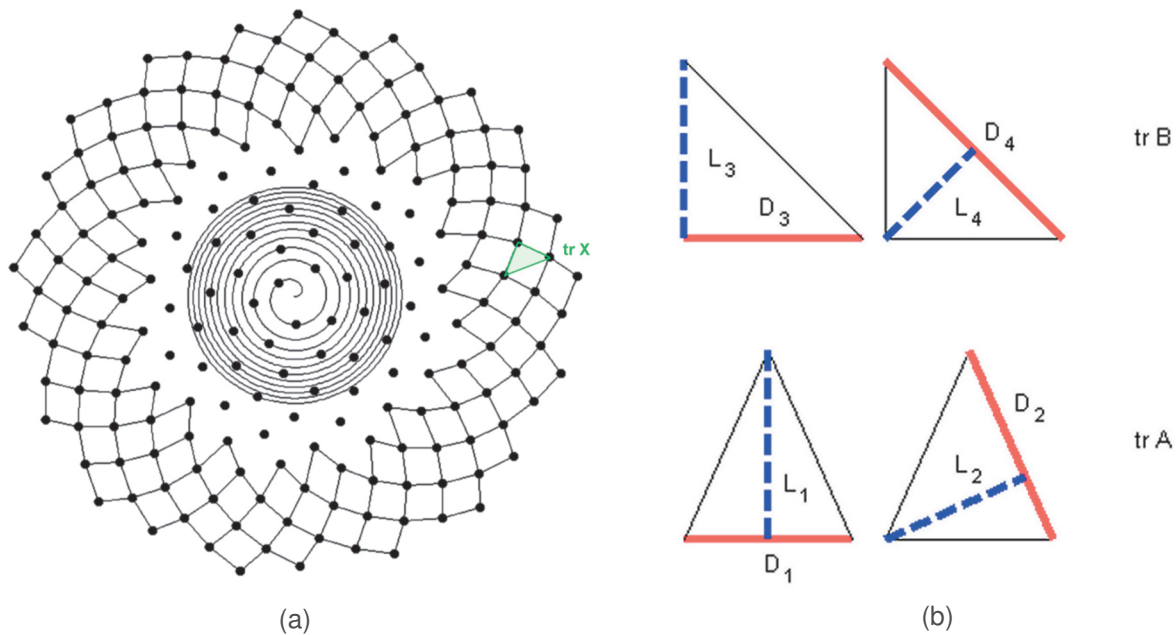 tr X
L₃
D₃
D₄
L₄
tr B
L₁
D₁
D₂
L₂
tr A
(a)
(b)